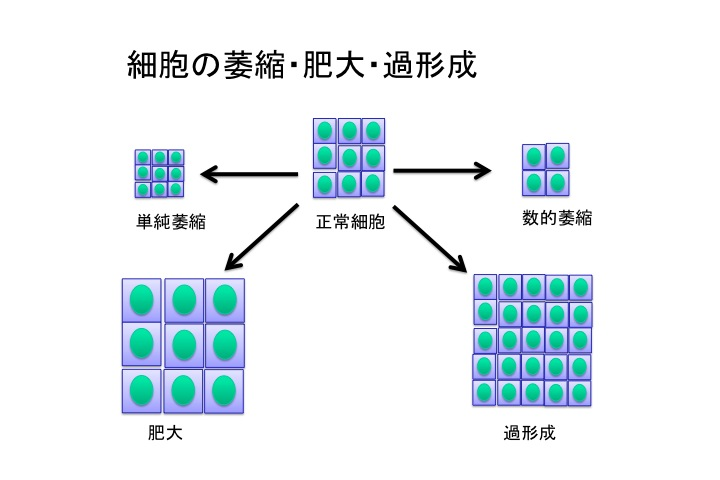 細胞の萎縮・肥大・過形成
単純萎縮
正常細胞
数的萎縮
肥大
過形成